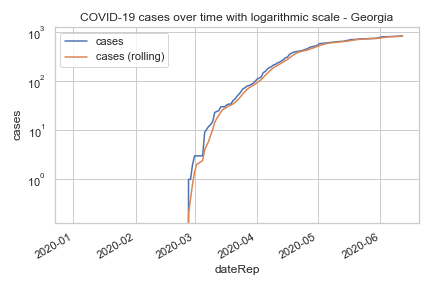 COVID-19 cases over time with logarithmic scale - Georgia
cases
cases (rolling)
10³
10²
10¹
10⁰
cases
2020-01
2020-02
2020-03
2020-04
2020-05
2020-06
dateRep